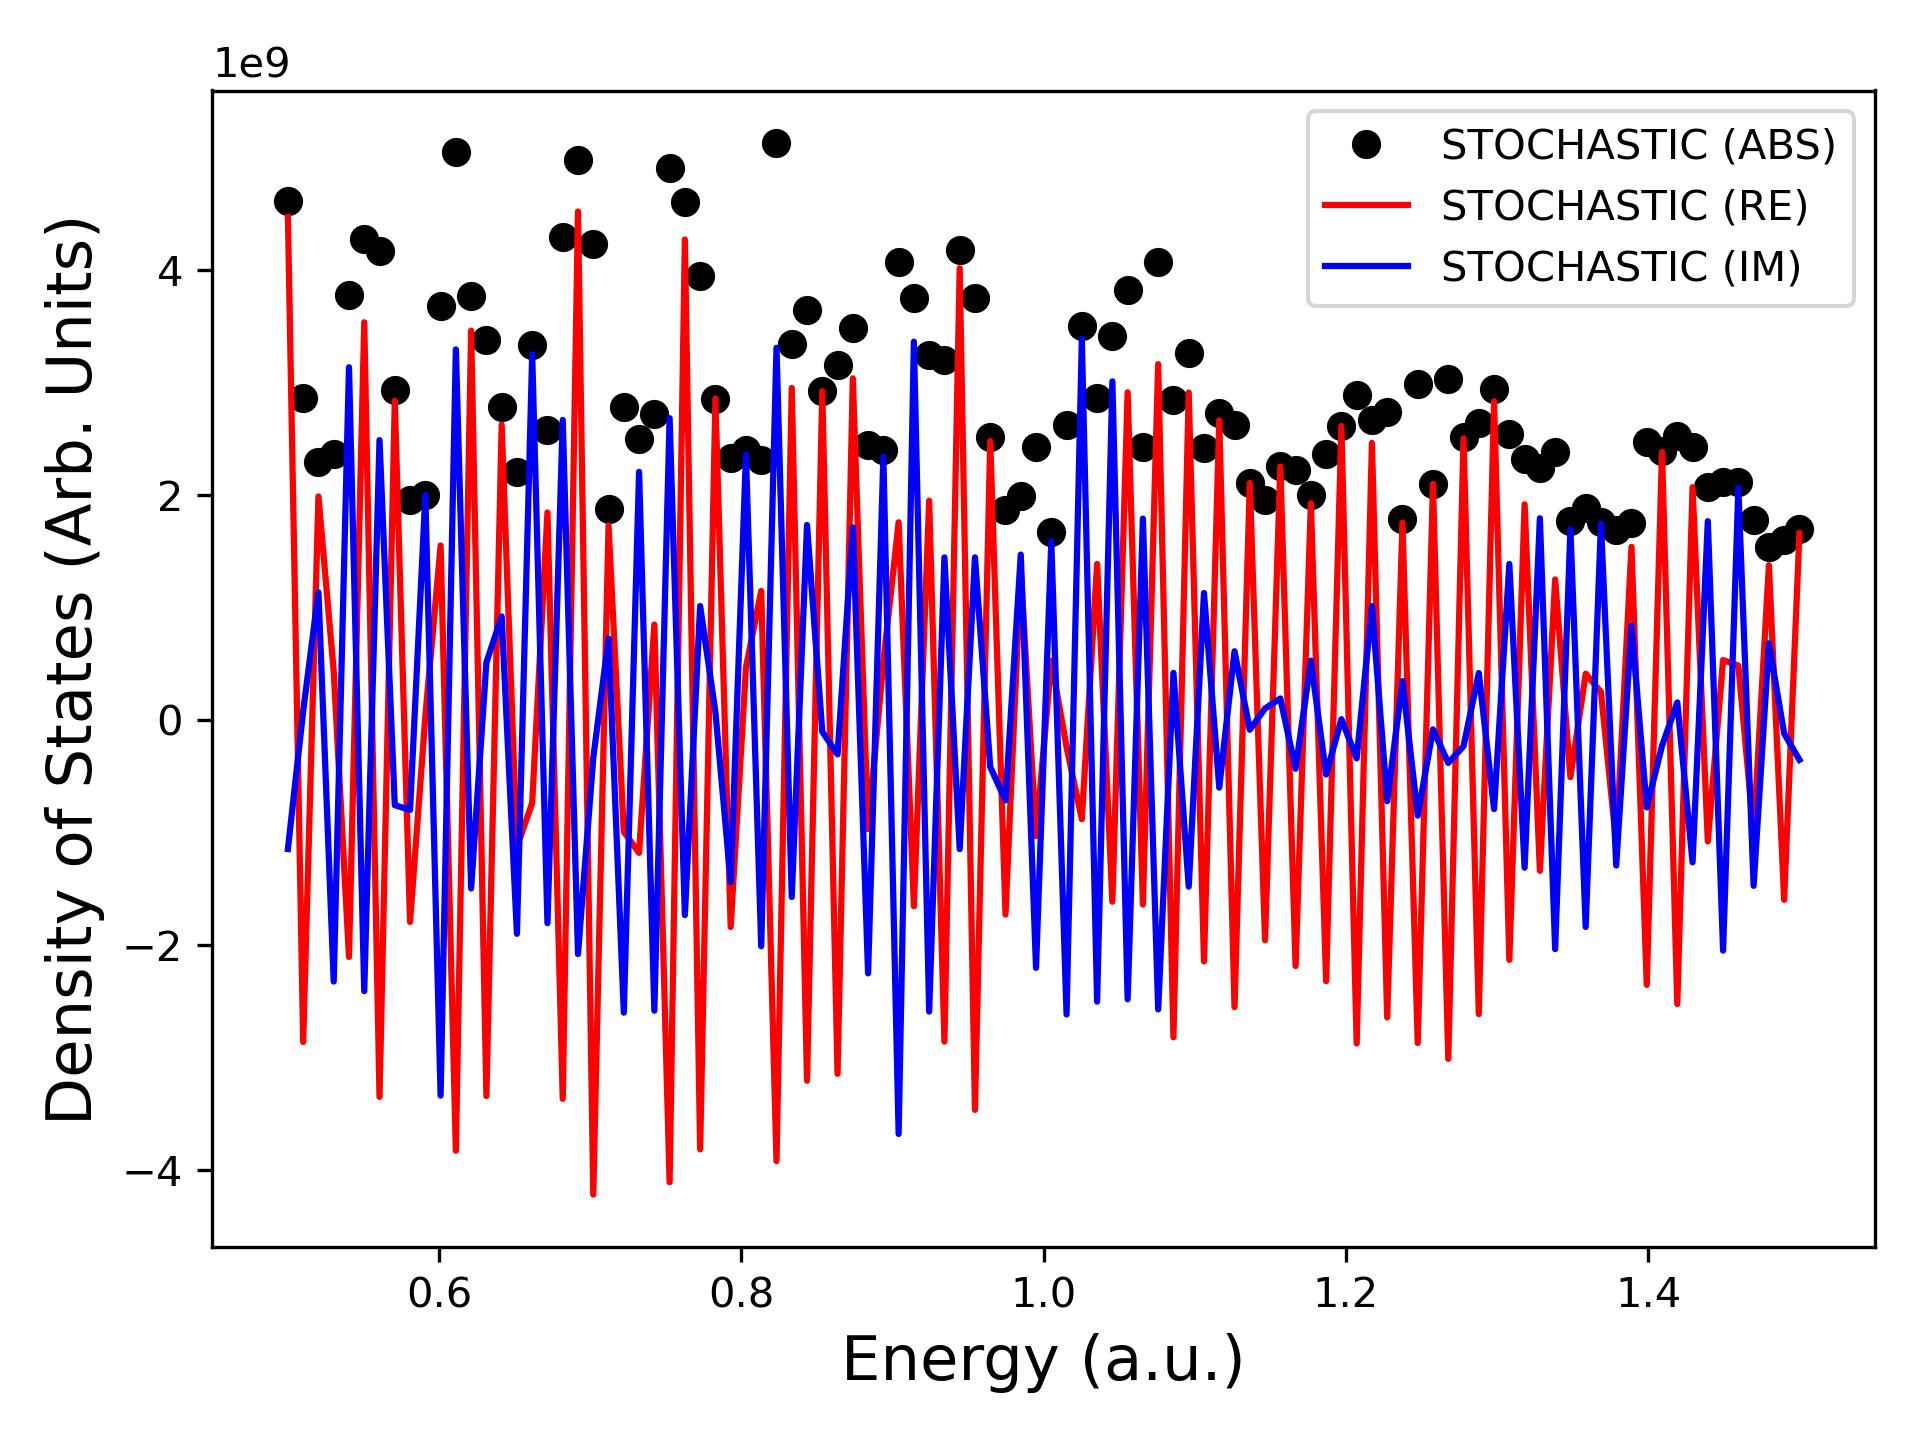 1e9
STOCHASTIC (ABS)
STOCHASTIC (RE)
STOCHASTIC (IM)
Density of States (Arb. Units)
4
2
0
−2
−4
0.6
0.8
1.0
1.2
1.4
Energy (a.u.)